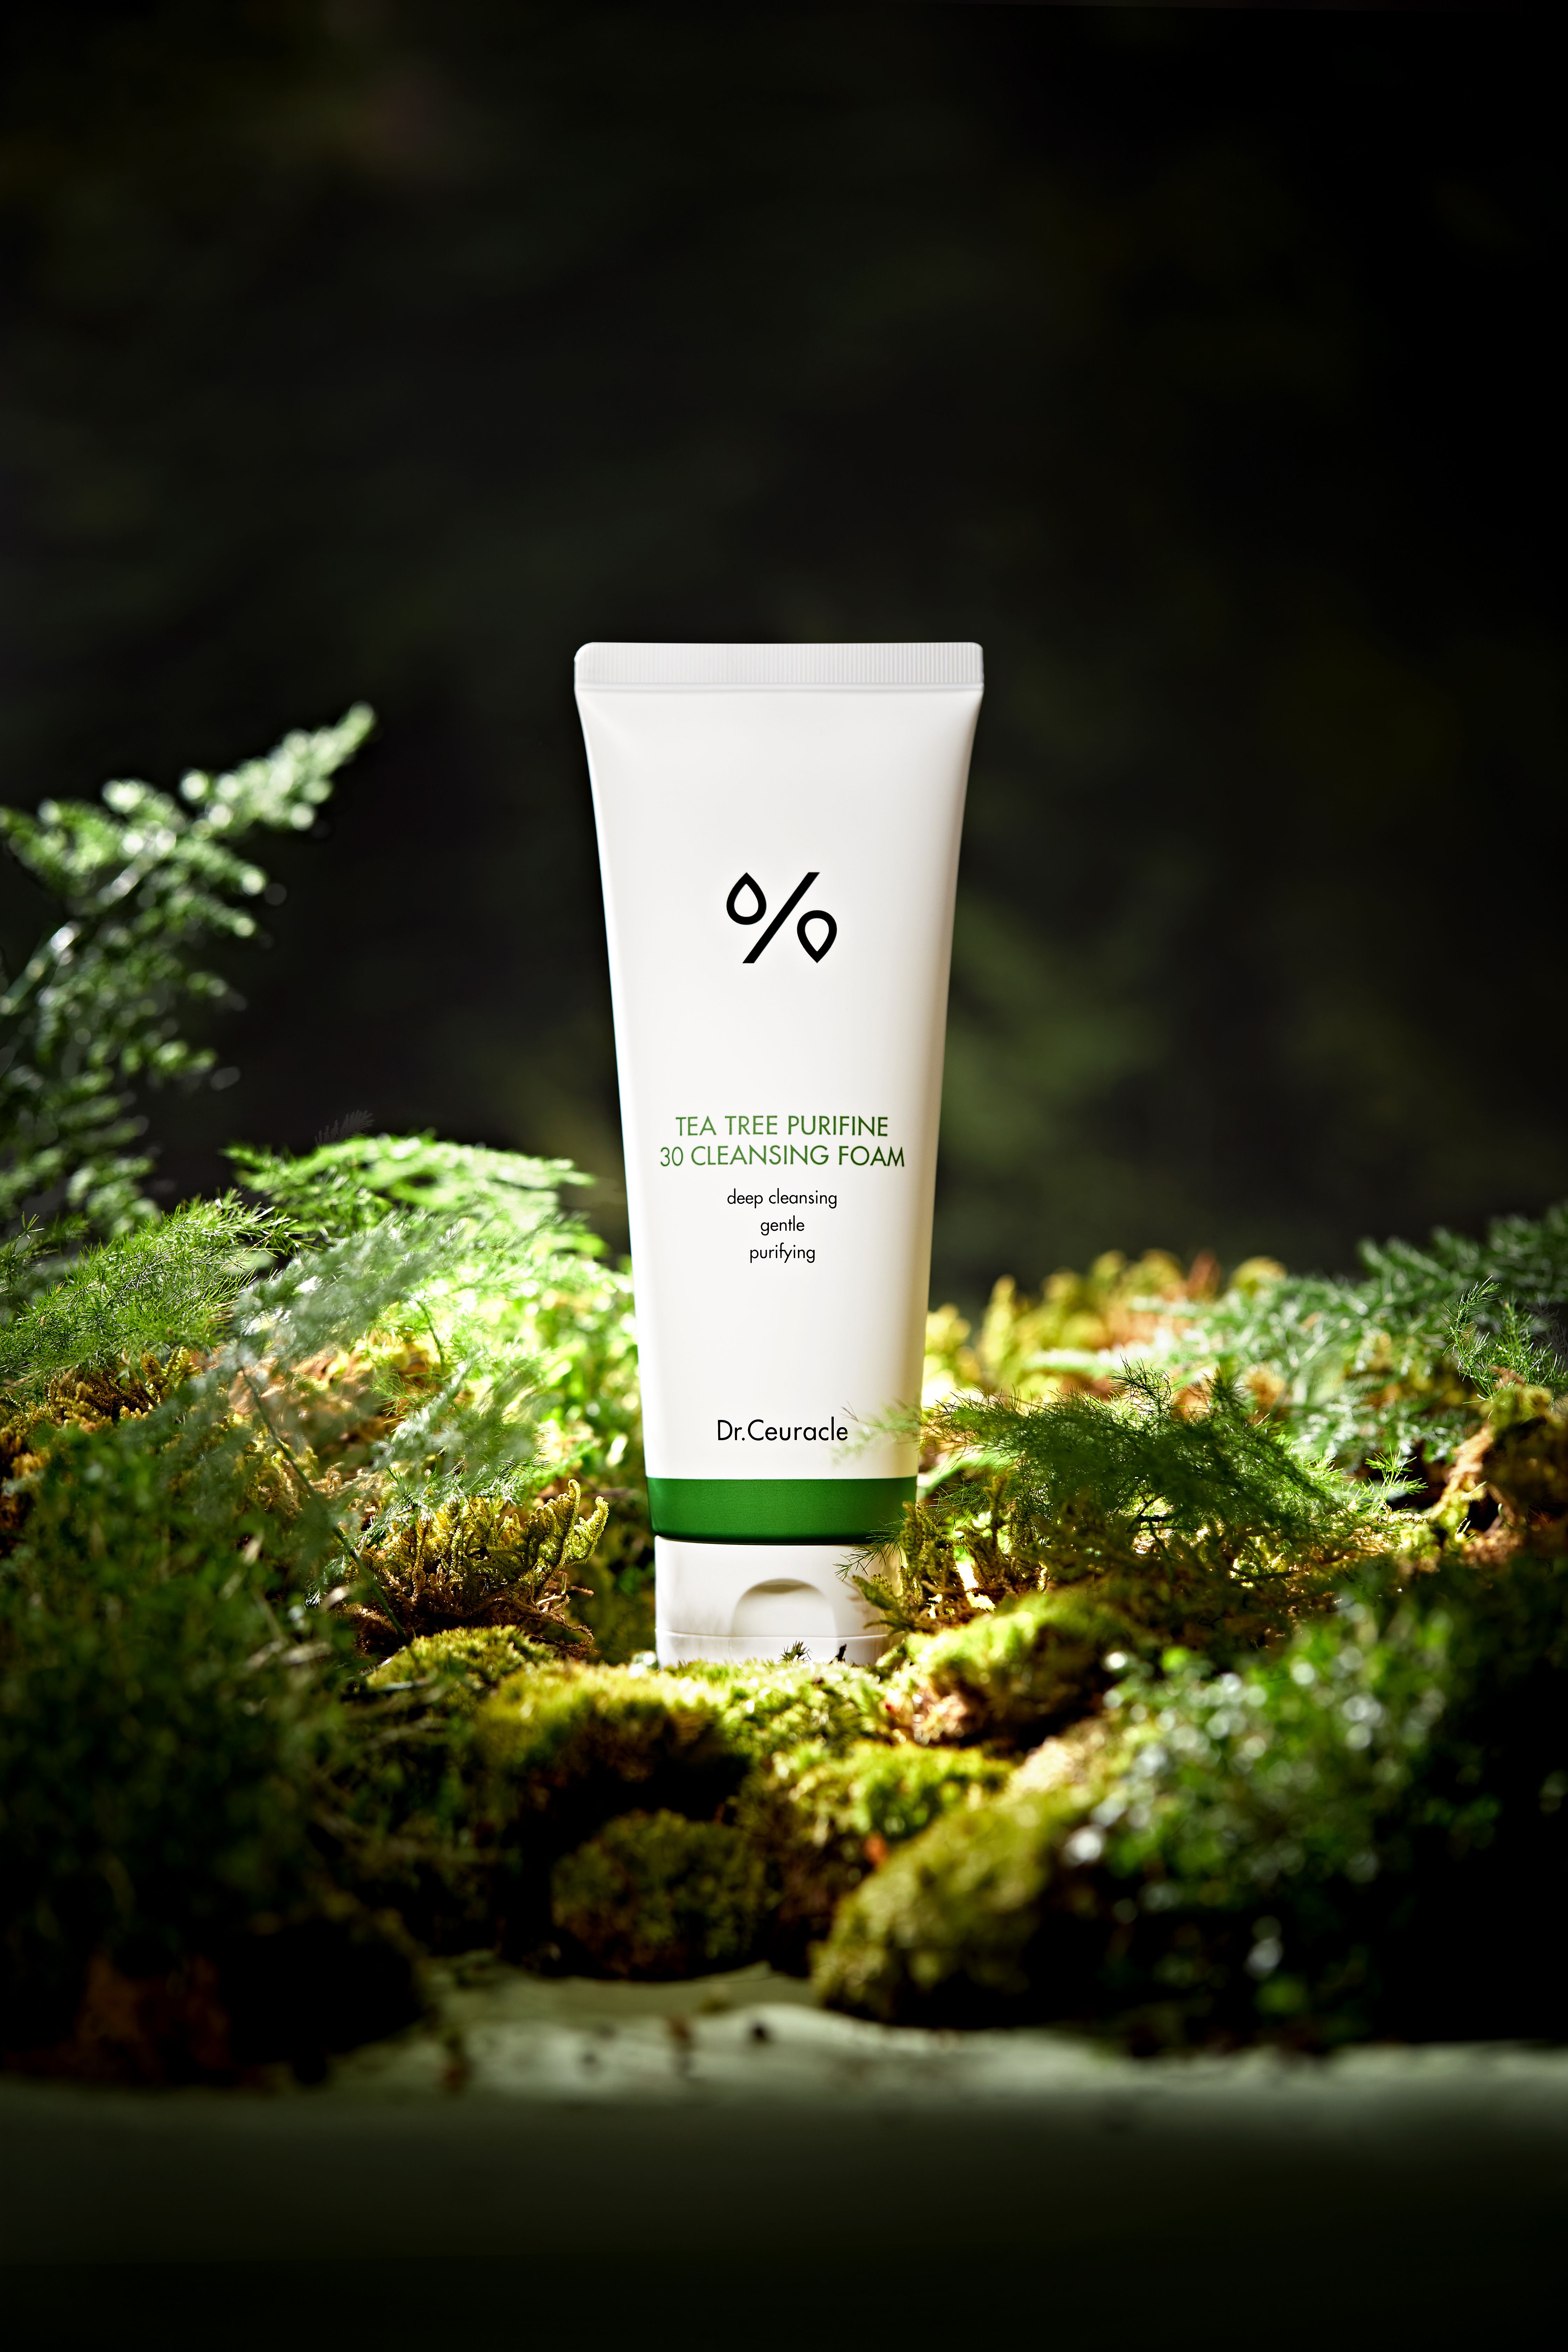 %
TEA TREE PURIFINE
30 CLEANSING FOAM
deep cleansing
gentle
purifying
Dr.Ceuracle